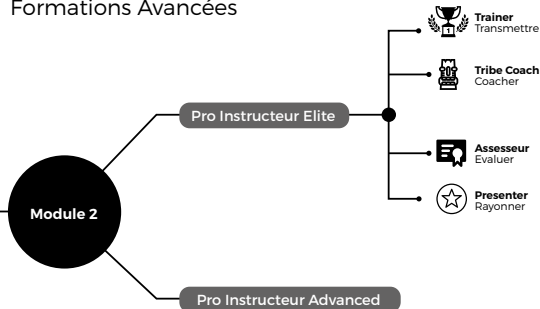 Formations Avancées
Trainer
Transmettre
Tribe Coach
Coacher
Pro Instructeur Elite
Assesseur
Evaluer
Presenter
Rayonner
Module 2
Pro Instructeur Advanced